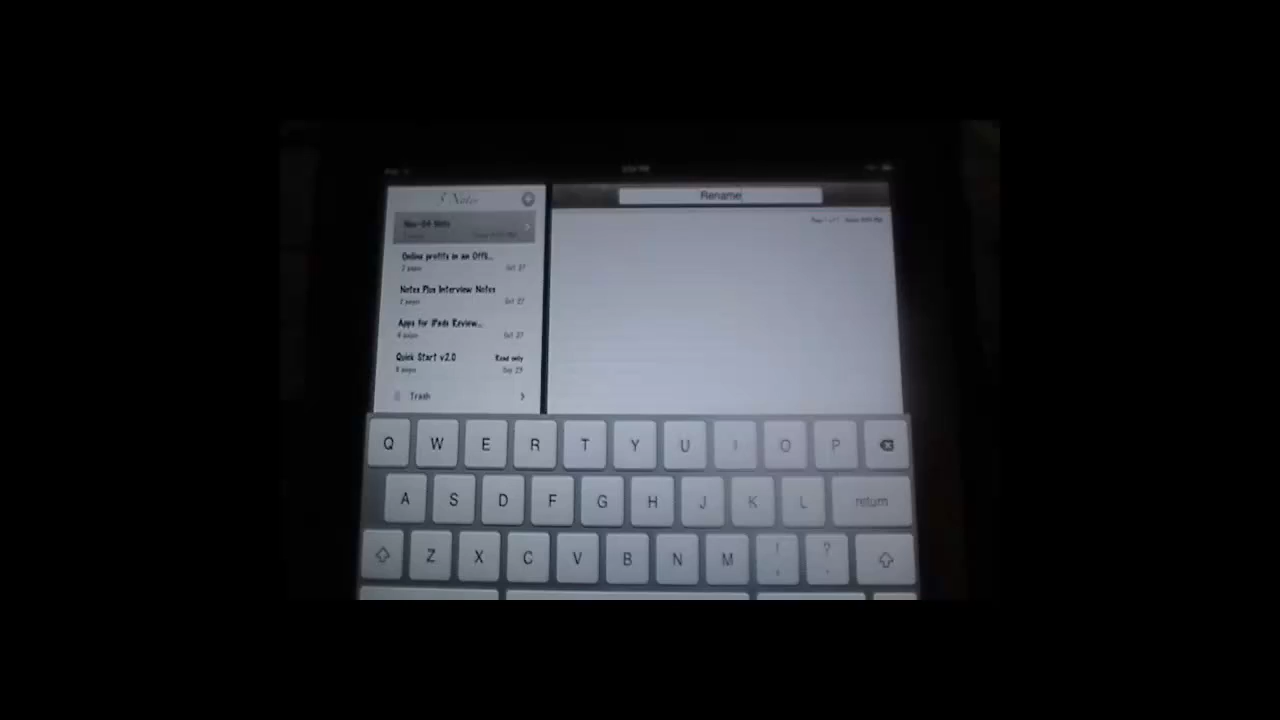 5 Notes
Rename
Nov-04 Note
Online profits in an Offli...
2 pages Oct 27
Notes Plus Interview Notes
2 pages Oct 27
Apps for iPads Review...
4 pages Oct 27
Quick Start v2.0 Read only
8 pages Sep 29
Trash
Q W E R T Y U I O P
A S D F G H J K L return
Z X C V B N M ! , ? .